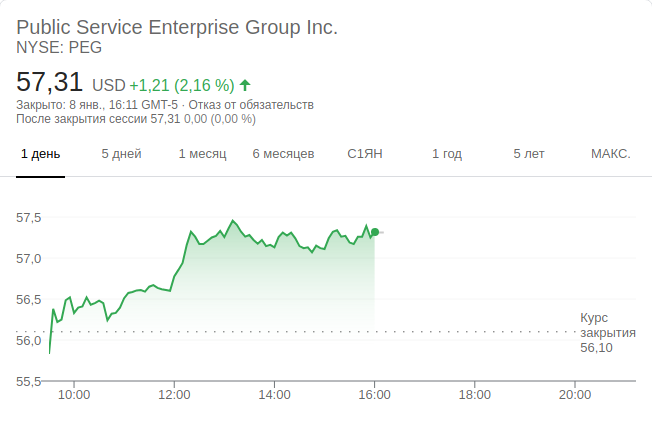 Public Service Enterprise Group Inc.
NYSE: PEG
57,31 USD +1,21 (2,16 %)
Закрыто: 8 янв., 16:11 GMT-5 · Отказ от обязательств
После закрытия сессии 57,31 0,00 (0,00 %)
1 день 5 дней 1 месяц 6 месяцев С1ЯН 1 год 5 лет МАКС.
57,5
57,0
56,5
56,0
55,5
Курс
закрытия
56,10
10:00 12:00 14:00 16:00 18:00 20:00